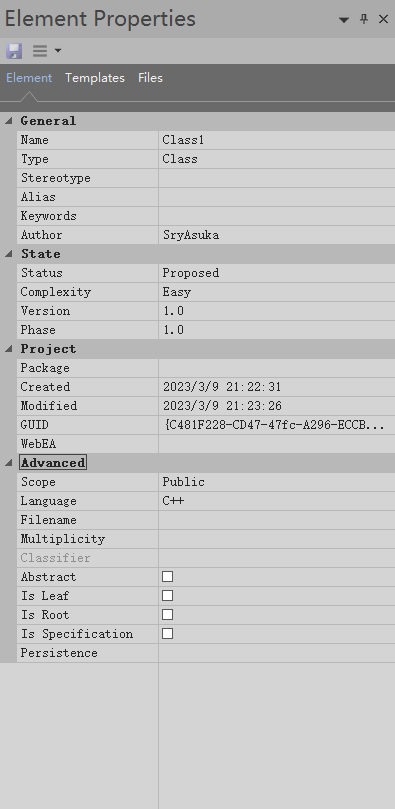 Element Properties
Element Templates Files
General
Name Class1
Type Class
Stereotype
Alias
Keywords
Author SryAsuka
State
Status Proposed
Complexity Easy
Version 1.0
Phase 1.0
Project
Package
Created 2023/3/9 21:22:31
Modified 2023/3/9 21:23:26
GUID {C481F228-CD47-47fc-A296-ECCB...
WebEA
Advanced
Scope Public
Language C++
Filename
Multiplicity
Classifier
Abstract
Is Leaf
Is Root
Is Specification
Persistence